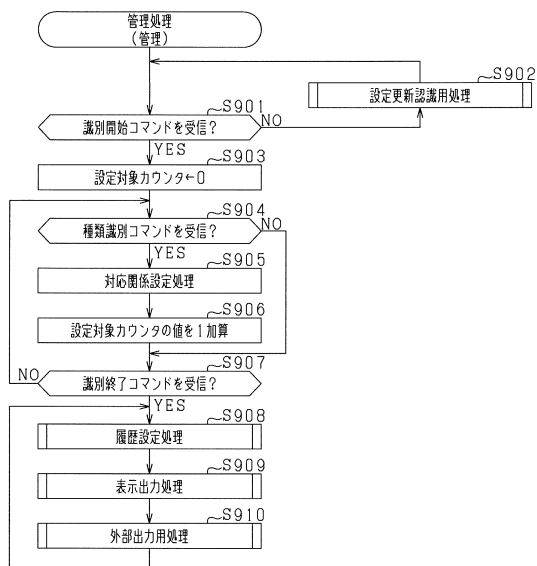 管理処理
(管理)
S902
設定更新認識用処理
S901
識別開始コマンドを受信?
NO
YES
S903
設定対象カウンタ←0
S904
種類識別コマンドを受信?
NO
YES
S905
対応関係設定処理
S906
設定対象カウンタの値を1加算
S907
NO
識別終了コマンドを受信?
YES
S908
履歴設定処理
S909
表示出力処理
S910
外部出力用処理